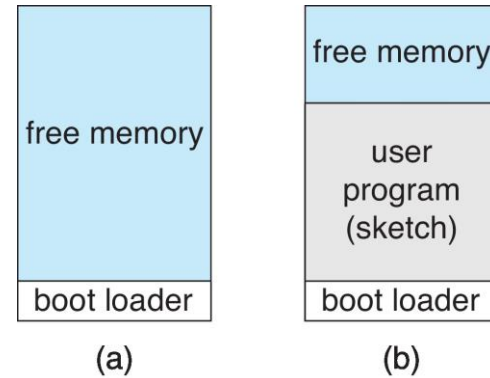 free memory
boot loader
(a)
free memory
user
program
(sketch)
boot loader
(b)